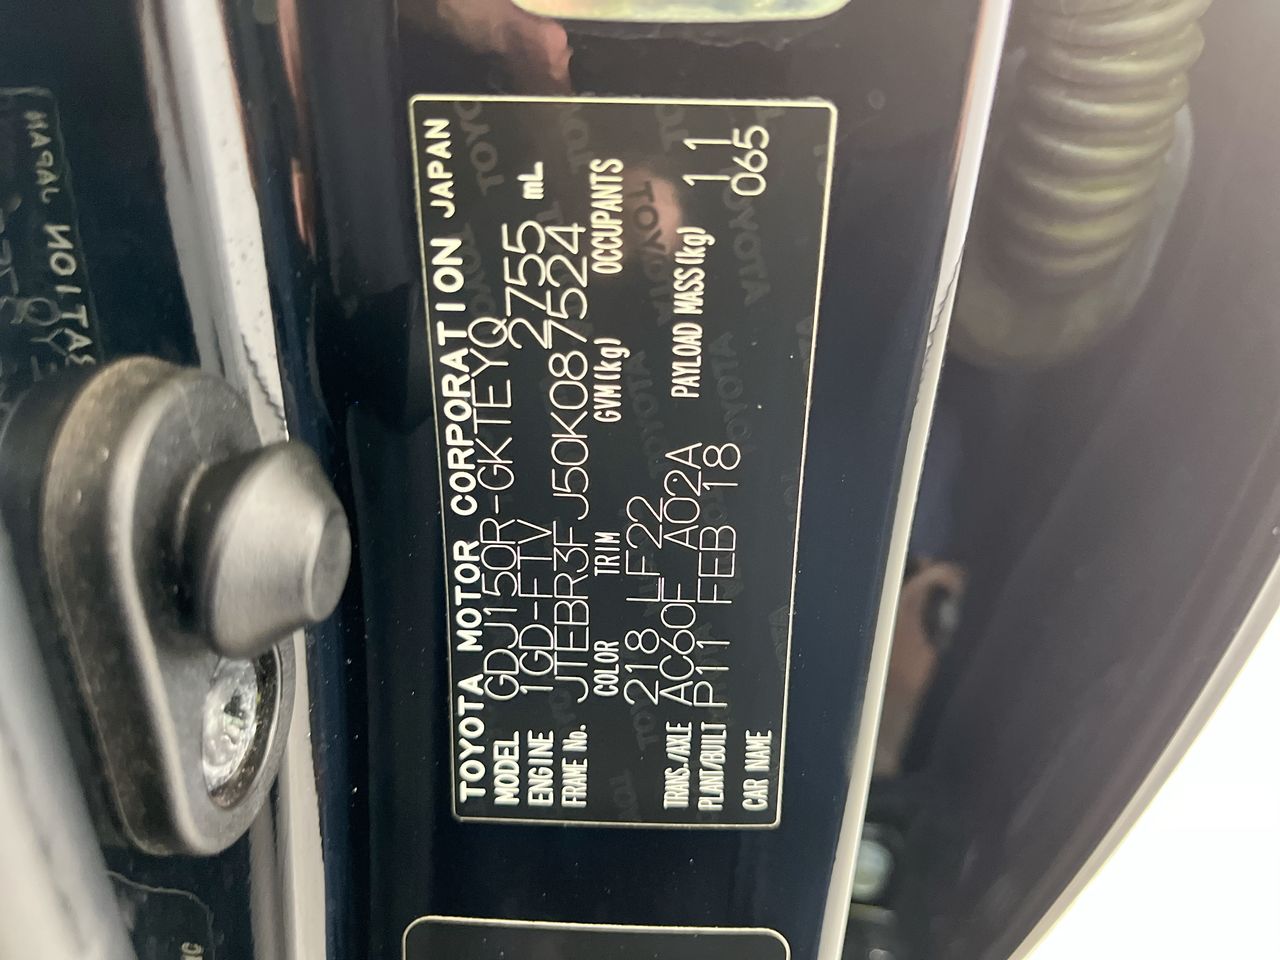 TOYOTA MOTOR CORPORATION JAPAN
MODEL GDJ150R-GKTEYQ
ENGINE 1GD-FTV 2755 mL
FRAME No. JTEBR3FJ50K087524
COLOR TRIM GVM(kg) OCCUPANTS
218 LF22
TRANS./AXLE AC60F A02A PAYLOAD MASS(kg) 11
PLANT/BUILT P11 FEB 18 065
CAR NAME